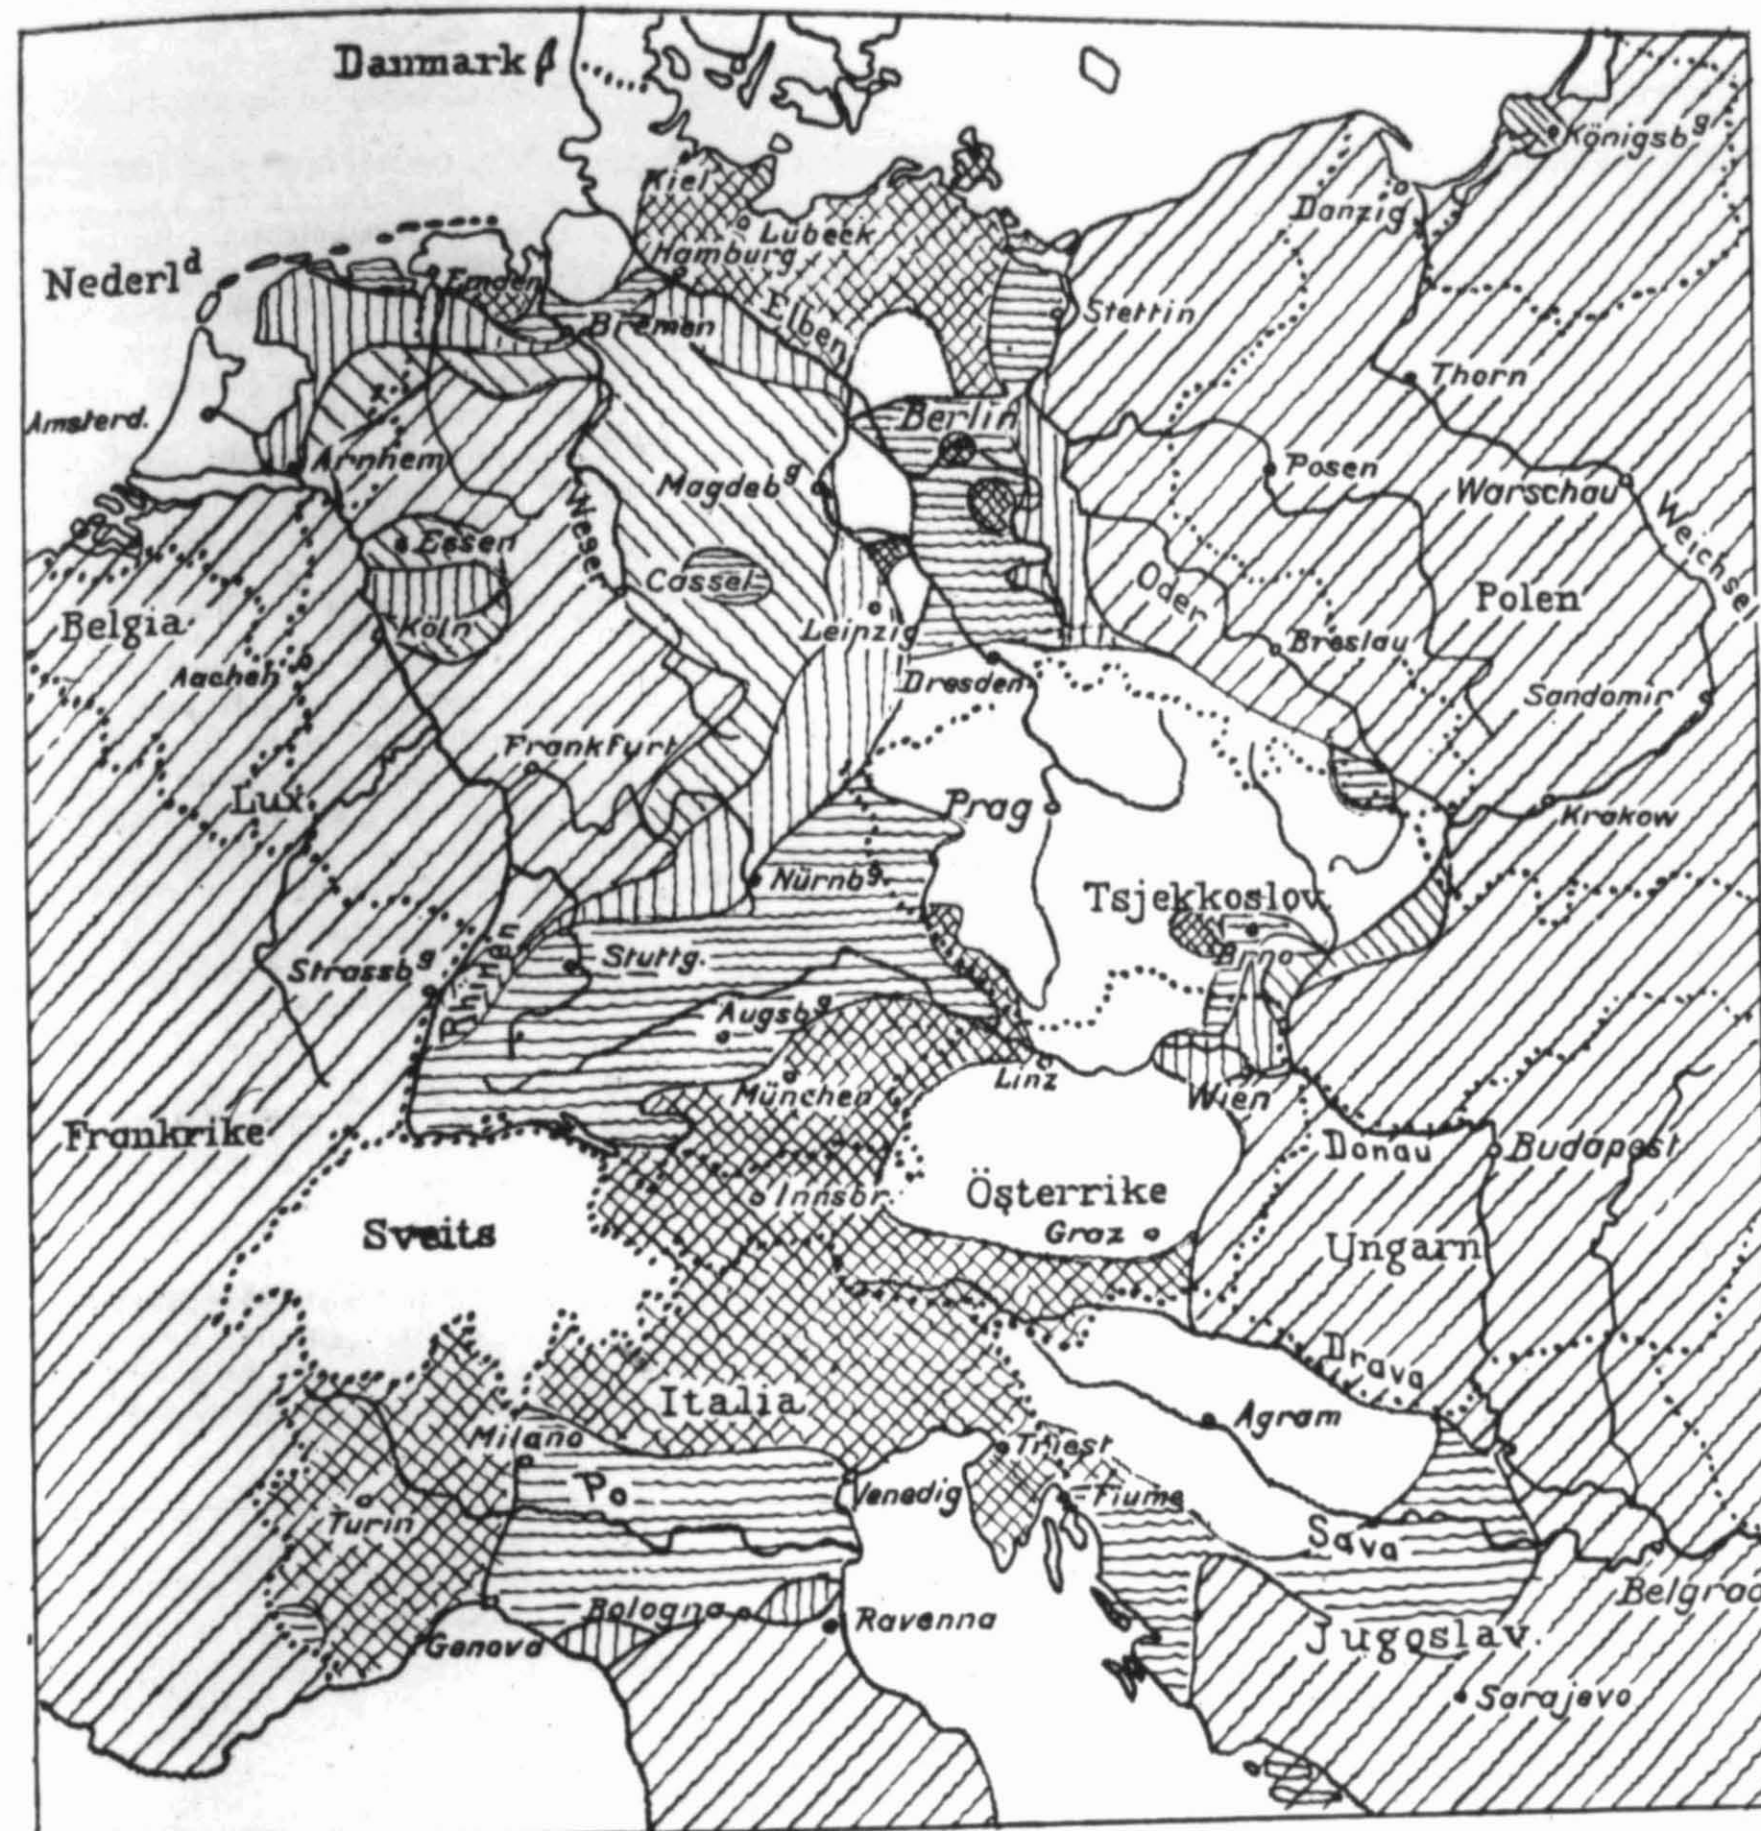 Danmark
Königsbg
Kiel
Lübeck
Danzig
Hamburg
Nederld
Emden
Elben
Stettin
Bremen
Thorn
Amsterd.
Berlin
Arnhem
Posen
Magdebg
Warschau
Weser
Weichsel
Essen
Cassel
Oder
Polen
Belgia
Köln
Leipzig
Breslau
Aachen
Dresden
Sandomir
Frankfurt
Lux.
Prag
Krakow
Nürnbg.
Tsjekkoslov.
Brno
Stuttg.
Strassbg
Rhinen
Augsbg
Linz
München
Wien
Frankrike
Donau
Budapest
Innsbr.
Österrike
Sveits
Graz
Ungarn
Drava
Italia
Agram
Milano
Triest
Po
Venedig
Fiume
Turin
Sava
Belgrad
Bologna
Ravenna
Genova
Jugoslav.
Sarajevo